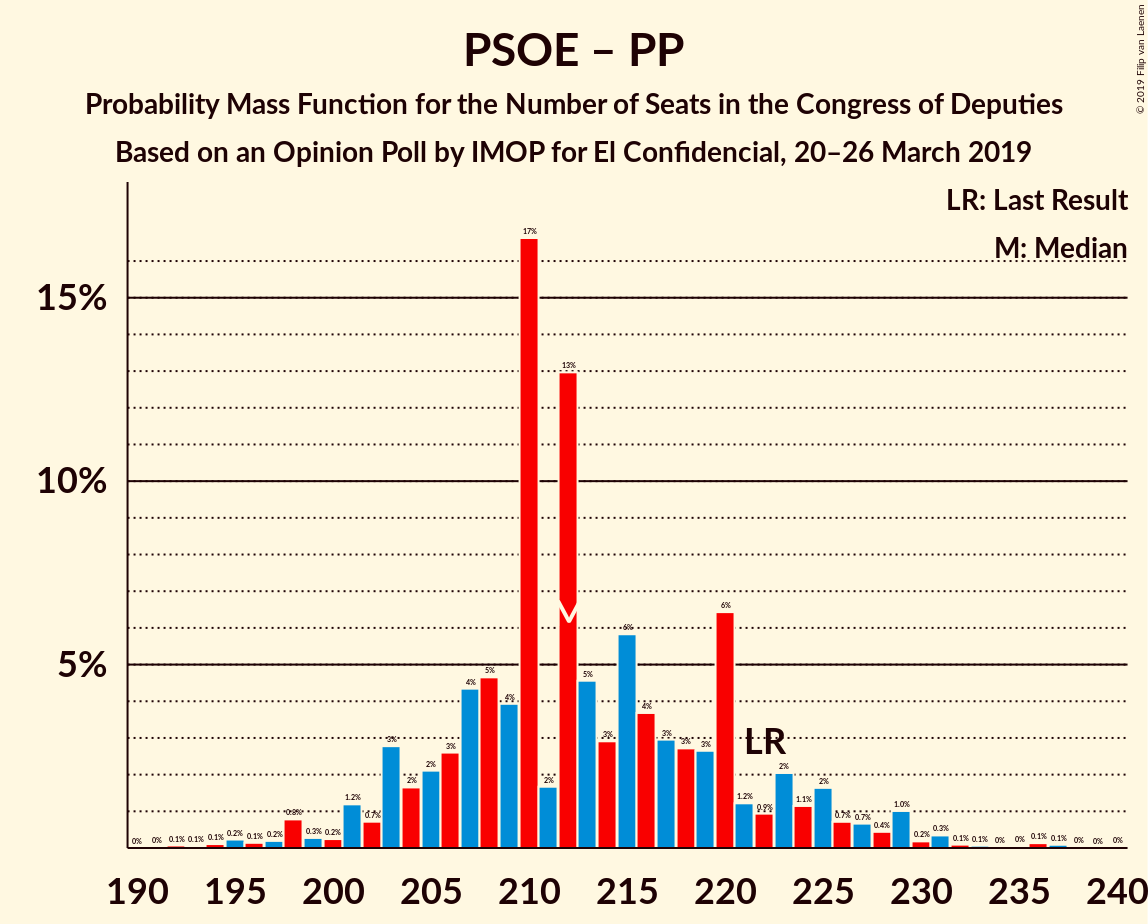 PSOE – PP
Probability Mass Function for the Number of Seats in the Congress of Deputies
Based on an Opinion Poll by IMOP for El Confidencial, 20–26 March 2019
© 2019 Filip van Laenen
LR: Last Result
M: Median
15%
10%
5%
0% 0% 0.1% 0.1% 0.1% 0.2% 0.1% 0.2% 0.8% 0.3% 0.2% 1.2% 0.7% 3% 2% 2% 3% 4% 5% 4% 17% 2% 13% 5% 3% 6% 4% 3% 3% 3% 6% 1.2% 0.9% 2% 1.1% 2% 0.7% 0.7% 0.4% 1.0% 0.2% 0.3% 0.1% 0.1% 0% 0% 0.1% 0.1% 0% 0% 0%
M
LR
190 195 200 205 210 215 220 225 230 235 240